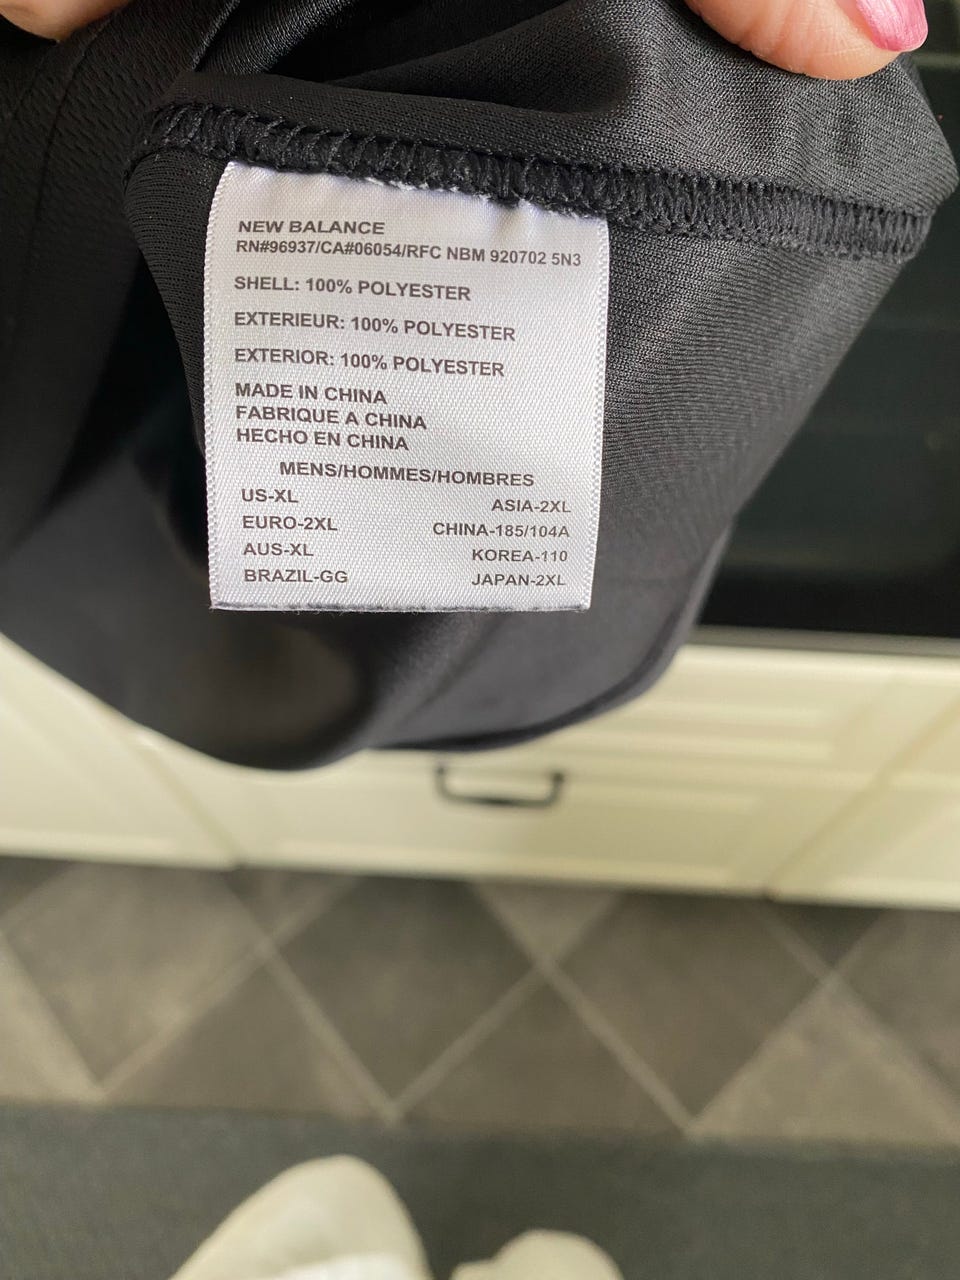 NEW BALANCE
RN#96937/CA#06054/RFC NBM 920702 5N3
SHELL: 100% POLYESTER
EXTERIEUR: 100% POLYESTER
EXTERIOR: 100% POLYESTER
MADE IN CHINA
FABRIQUE A CHINA
HECHO EN CHINA
MENS/HOMMES/HOMBRES
US-XL ASIA-2XL
EURO-2XL CHINA-185/104A
AUS-XL KOREA-110
BRAZIL-GG JAPAN-2XL